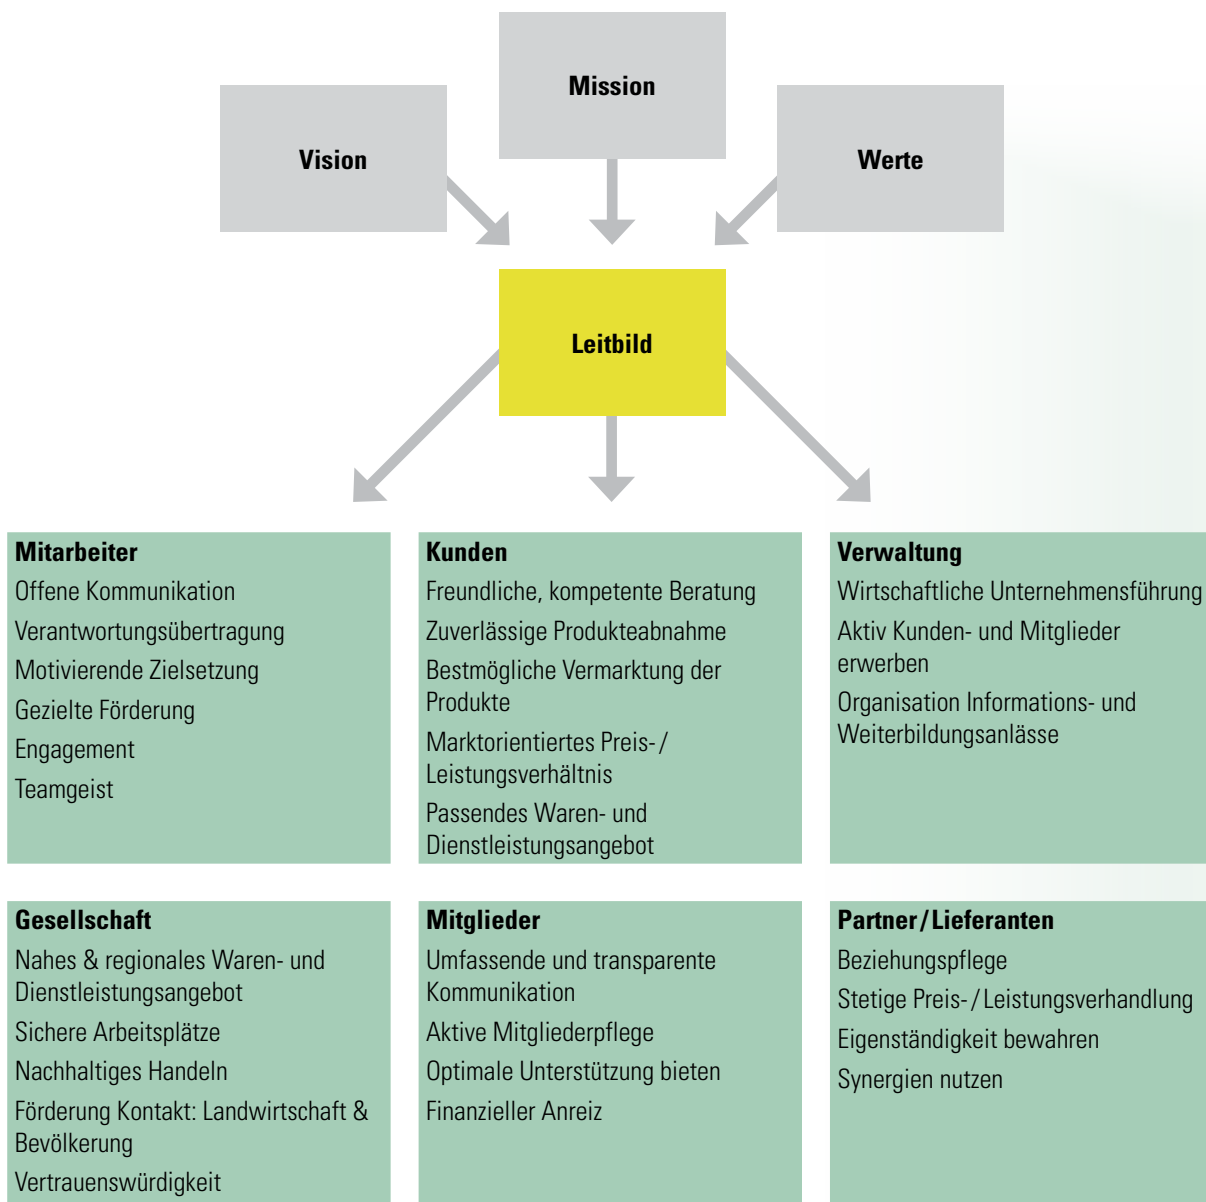 Mission
Vision
Werte
Leitbild
Mitarbeiter
Offene Kommunikation
Verantwortungsübertragung
Motivierende Zielsetzung
Gezielte Förderung
Engagement
Teamgeist
Kunden
Freundliche, kompetente Beratung
Zuverlässige Produkteabnahme
Bestmögliche Vermarktung der
Produkte
Marktorientiertes Preis- /
Leistungsverhältnis
Passendes Waren- und
Dienstleistungsangebot
Verwaltung
Wirtschaftliche Unternehmensführung
Aktiv Kunden- und Mitglieder
erwerben
Organisation Informations- und
Weiterbildungsanlässe
Gesellschaft
Nahes & regionales Waren- und
Dienstleistungsangebot
Sichere Arbeitsplätze
Nachhaltiges Handeln
Förderung Kontakt: Landwirtschaft &
Bevölkerung
Vertrauenswürdigkeit
Mitglieder
Umfassende und transparente
Kommunikation
Aktive Mitgliederpflege
Optimale Unterstützung bieten
Finanzieller Anreiz
Partner / Lieferanten
Beziehungspflege
Stetige Preis- / Leistungsverhandlung
Eigenständigkeit bewahren
Synergien nutzen